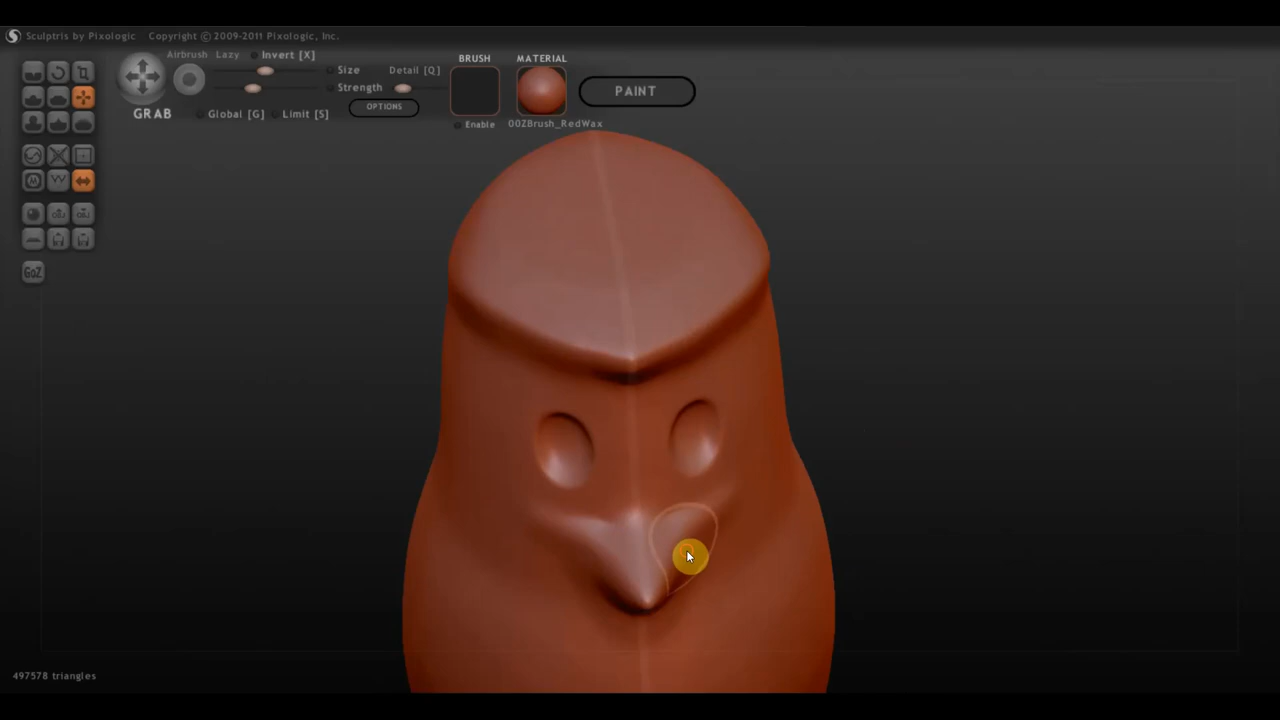 Sculptris by Pixologic Copyright © 2009-2011 Pixologic, Inc.
Airbrush Lazy Invert [X]
BRUSH MATERIAL
Size Detail [Q]
Strength
PAINT
OPTIONS
GRAB Global [G] Limit [S]
Enable 00ZBrush_RedWax
GoZ
497578 triangles